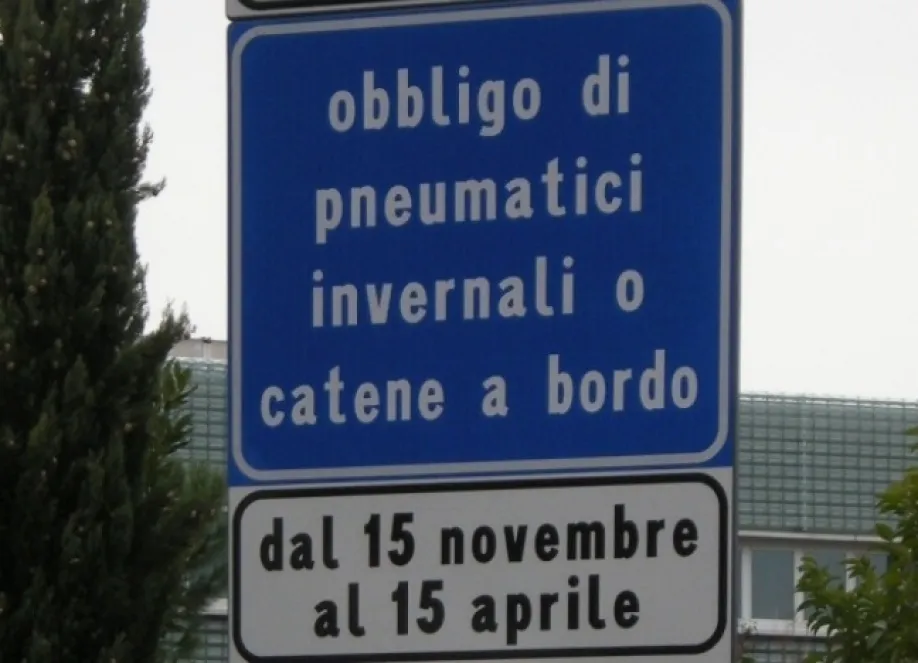 obbligo di
pneumatici
invernali o
catene a bordo
dal 15 novembre
al 15 aprile